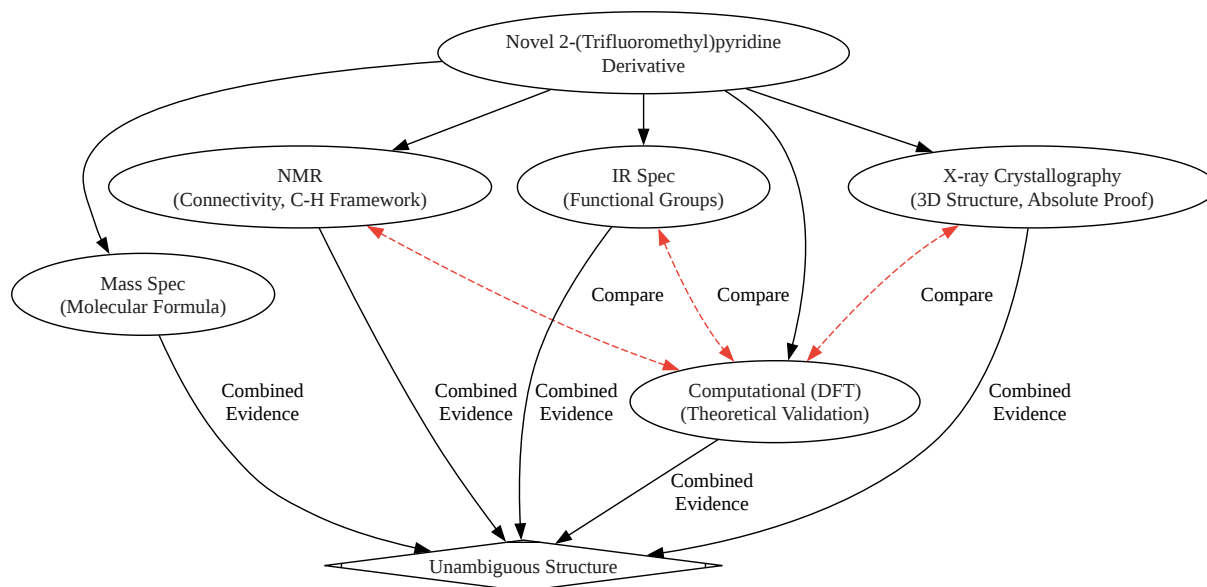 Novel 2-(Trifluoromethyl)pyridine
Derivative
NMR
(Connectivity, C-H Framework)
IR Spec
(Functional Groups)
X-ray Crystallography
(3D Structure, Absolute Proof)
Mass Spec
(Molecular Formula)
Compare
Compare
Compare
Computational (DFT)
(Theoretical Validation)
Combined
Evidence
Combined
Evidence
Combined
Evidence
Combined
Evidence
Combined
Evidence
Unambiguous Structure